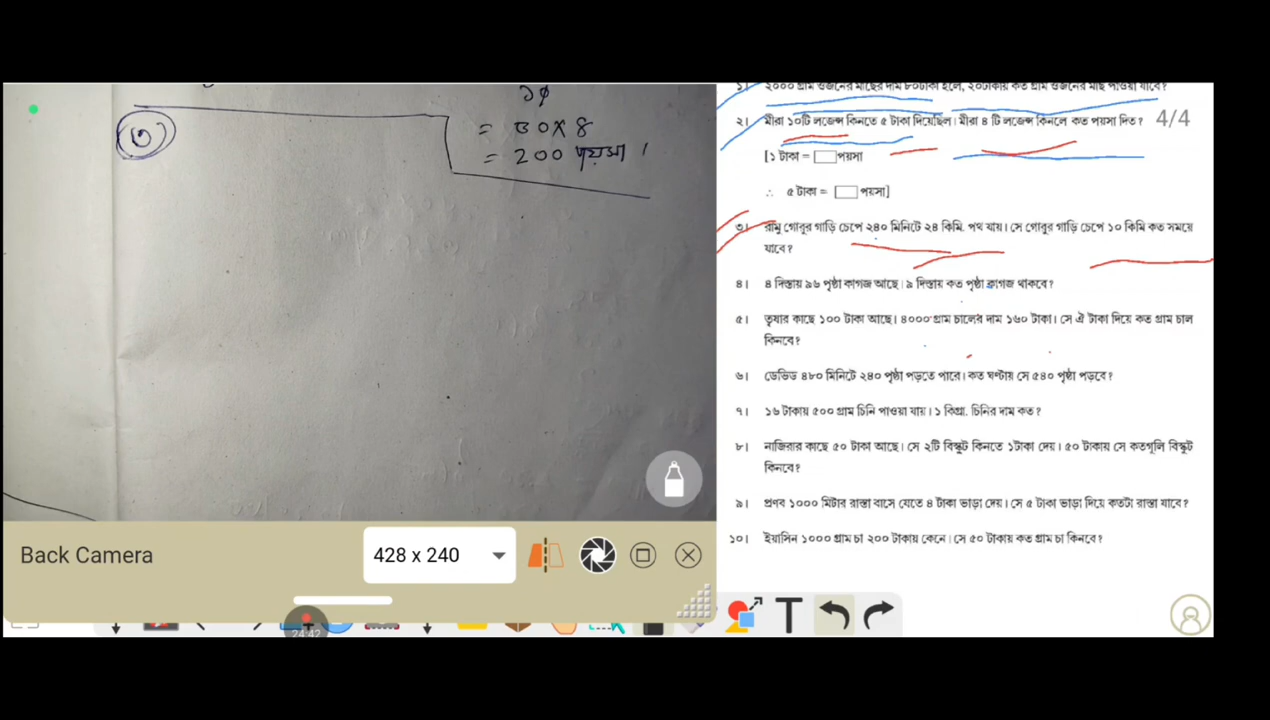 ৩
= ৫০ X ৪
= ২০০ পয়সা ।
১। ২০০০ গ্রাম ওজনের মাছের দাম ৮০টাকা হলে, ২০টাকায় কত গ্রাম ওজনের মাছ পাওয়া যাবে?
২। মীরা ১০টি লজেন্স কিনতে ৫ টাকা দিয়েছিল। মীরা ৪ টি লজেন্স কিনলে কত পয়সা দিত?
4/4
[১ টাকা = পয়সা
∴ ৫ টাকা = পয়সা]
৩। রামু গোরুর গাড়ি চেপে ২৪০ মিনিটে ২৪ কিমি. পথ যায়। সে গোরুর গাড়ি চেপে ১০ কিমি কত সময়ে
যাবে?
৪। ৪ দিস্তায় ৯৬ পৃষ্ঠা কাগজ আছে। ৯ দিস্তায় কত পৃষ্ঠা কাগজ থাকবে?
৫। তৃষার কাছে ১০০ টাকা আছে। ৪০০০ গ্রাম চালের দাম ১৬০ টাকা। সে ঐ টাকা দিয়ে কত গ্রাম চাল
কিনবে?
৬। ডেভিড ৪৮০ মিনিটে ২৪০ পৃষ্ঠা পড়তে পারে। কত ঘণ্টায় সে ৫৪০ পৃষ্ঠা পড়বে?
৭। ১৬ টাকায় ৫০০ গ্রাম চিনি পাওয়া যায়। ১ কিগ্রা. চিনির দাম কত?
৮। নাজিরার কাছে ৫০ টাকা আছে। সে ২টি বিস্কুট কিনতে ১টাকা দেয়। ৫০ টাকায় সে কতগুলি বিস্কুট
কিনবে?
৯। প্রণব ১০০০ মিটার রাস্তা বাসে যেতে ৪ টাকা ভাড়া দেয়। সে ৫ টাকা ভাড়া দিয়ে কতটা রাস্তা যাবে?
১০। ইয়াসিন ১০০০ গ্রাম চা ২০০ টাকায় কেনে। সে ৫০ টাকায় কত গ্রাম চা কিনবে?
Back Camera
428 x 240
24:42
T